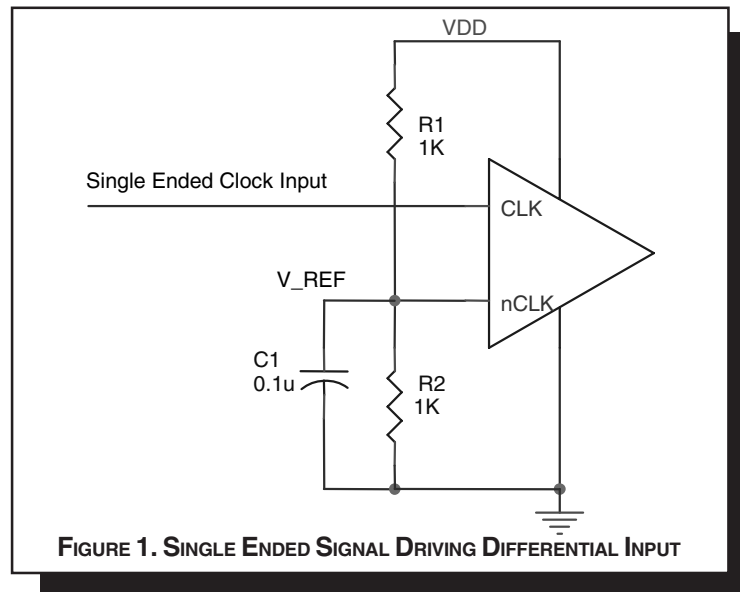 VDD
R1
1K
Single Ended Clock Input
CLK
V_REF
nCLK
C1
0.1u
R2
1K
FIGURE 1. SINGLE ENDED SIGNAL DRIVING DIFFERENTIAL INPUT